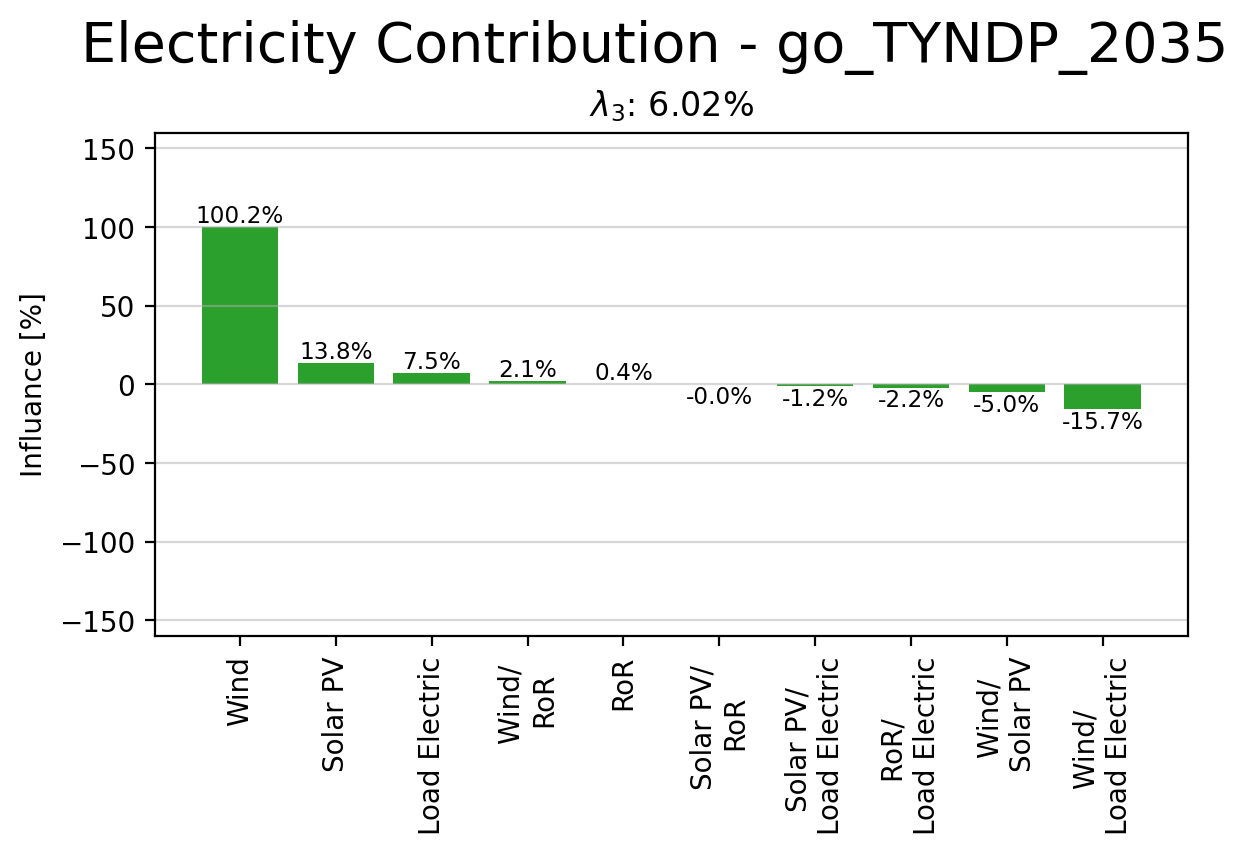 Electricity Contribution - go_TYNDP_2035
λ₃: 6.02%
Influance [%]
150
100
50
0
−50
−100
−150
100.2%
13.8%
7.5%
2.1%
0.4%
-0.0%
-1.2%
-2.2%
-5.0%
-15.7%
Wind
Solar PV
Load Electric
Wind/
RoR
RoR
Solar PV/
RoR
Solar PV/
Load Electric
RoR/
Load Electric
Wind/
Solar PV
Wind/
Load Electric